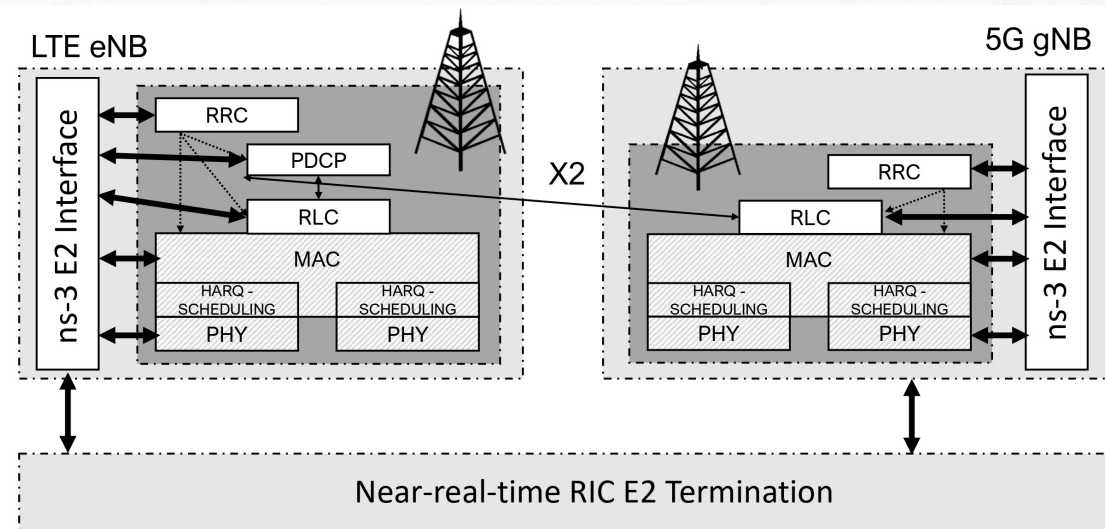 LTE eNB
5G gNB
ns-3 E2 Interface
RRC
PDCP
RLC
MAC
HARQ -
SCHEDULING
PHY
HARQ -
SCHEDULING
PHY
X2
RRC
RLC
MAC
HARQ -
SCHEDULING
PHY
HARQ -
SCHEDULING
PHY
ns-3 E2 Interface
Near-real-time RIC E2 Termination